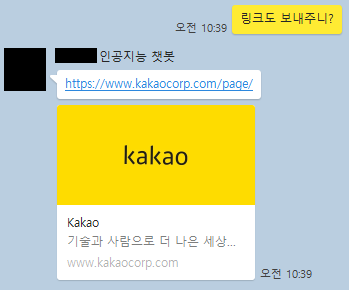 링크도 보내주니?
오전 10:39
인공지능 챗봇
https://www.kakaocorp.com/page/
kakao
Kakao
기술과 사람으로 더 나은 세상...
www.kakaocorp.com
오전 10:39